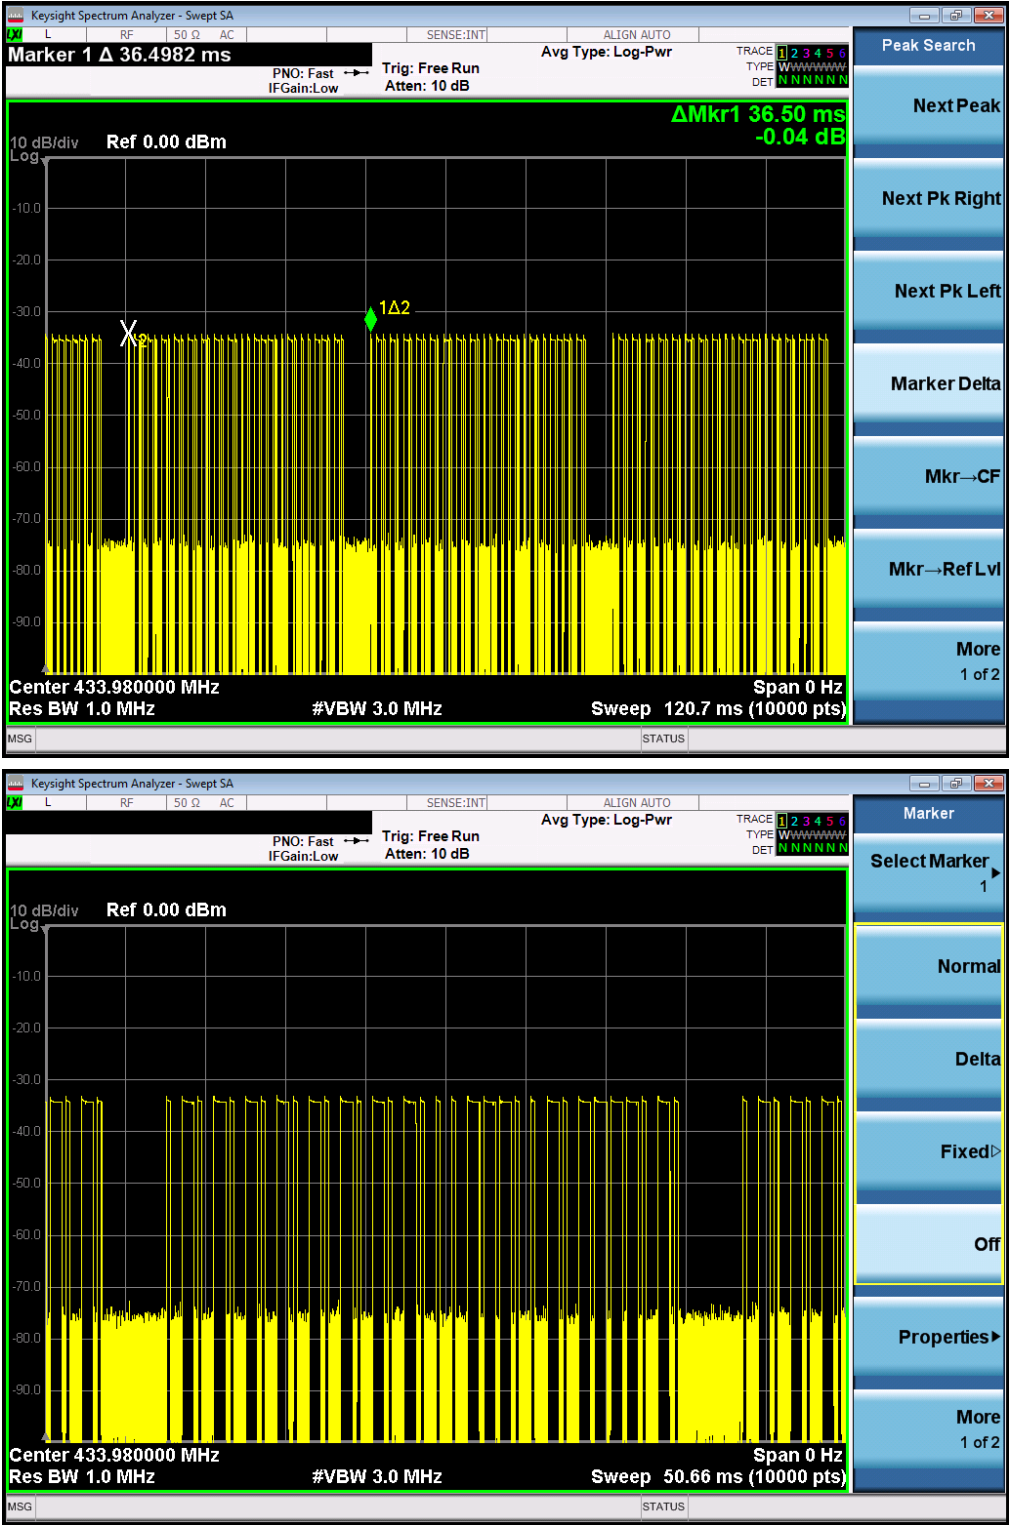 Keysight Spectrum Analyzer - Swept SA
LXI L RF 50 Ω AC SENSE:INT ALIGN AUTO
Marker 1 Δ 36.4982 ms
PNO: Fast
IFGain:Low
Trig: Free Run
Atten: 10 dB
Avg Type: Log-Pwr
TRACE 1 2 3 4 5 6
TYPE WWWWWW
DET N N N N N N
ΔMkr1 36.50 ms
-0.04 dB
10 dB/div Ref 0.00 dBm
Log
-10.0
-20.0
-30.0
1Δ2
2
-40.0
-50.0
-60.0
-70.0
-80.0
-90.0
Center 433.980000 MHz Span 0 Hz
Res BW 1.0 MHz #VBW 3.0 MHz Sweep 120.7 ms (10000 pts)
MSG STATUS
Peak Search
Next Peak
Next Pk Right
Next Pk Left
Marker Delta
Mkr→CF
Mkr→Ref Lvl
More
1 of 2
Keysight Spectrum Analyzer - Swept SA
LXI L RF 50 Ω AC SENSE:INT ALIGN AUTO
PNO: Fast
IFGain:Low
Trig: Free Run
Atten: 10 dB
Avg Type: Log-Pwr
TRACE 1 2 3 4 5 6
TYPE WWWWWW
DET N N N N N N
10 dB/div Ref 0.00 dBm
Log
-10.0
-20.0
-30.0
-40.0
-50.0
-60.0
-70.0
-80.0
-90.0
Center 433.980000 MHz Span 0 Hz
Res BW 1.0 MHz #VBW 3.0 MHz Sweep 50.66 ms (10000 pts)
MSG STATUS
Marker
Select Marker
1
Normal
Delta
Fixed
Off
Properties
More
1 of 2